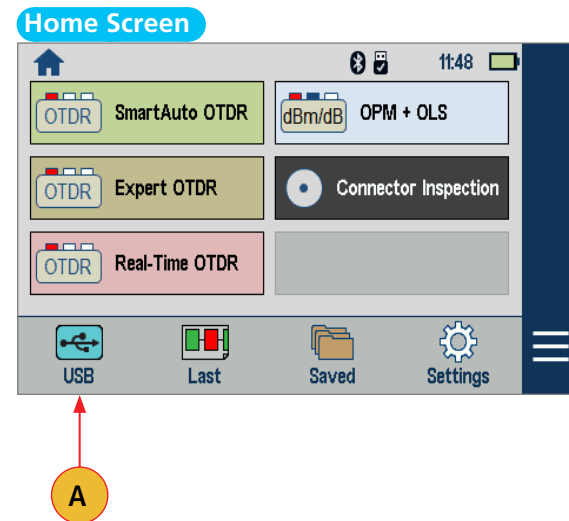 Home Screen
11:48
OTDR SmartAuto OTDR
dBm/dB OPM + OLS
OTDR Expert OTDR
Connector Inspection
OTDR Real-Time OTDR
USB Last Saved Settings
A